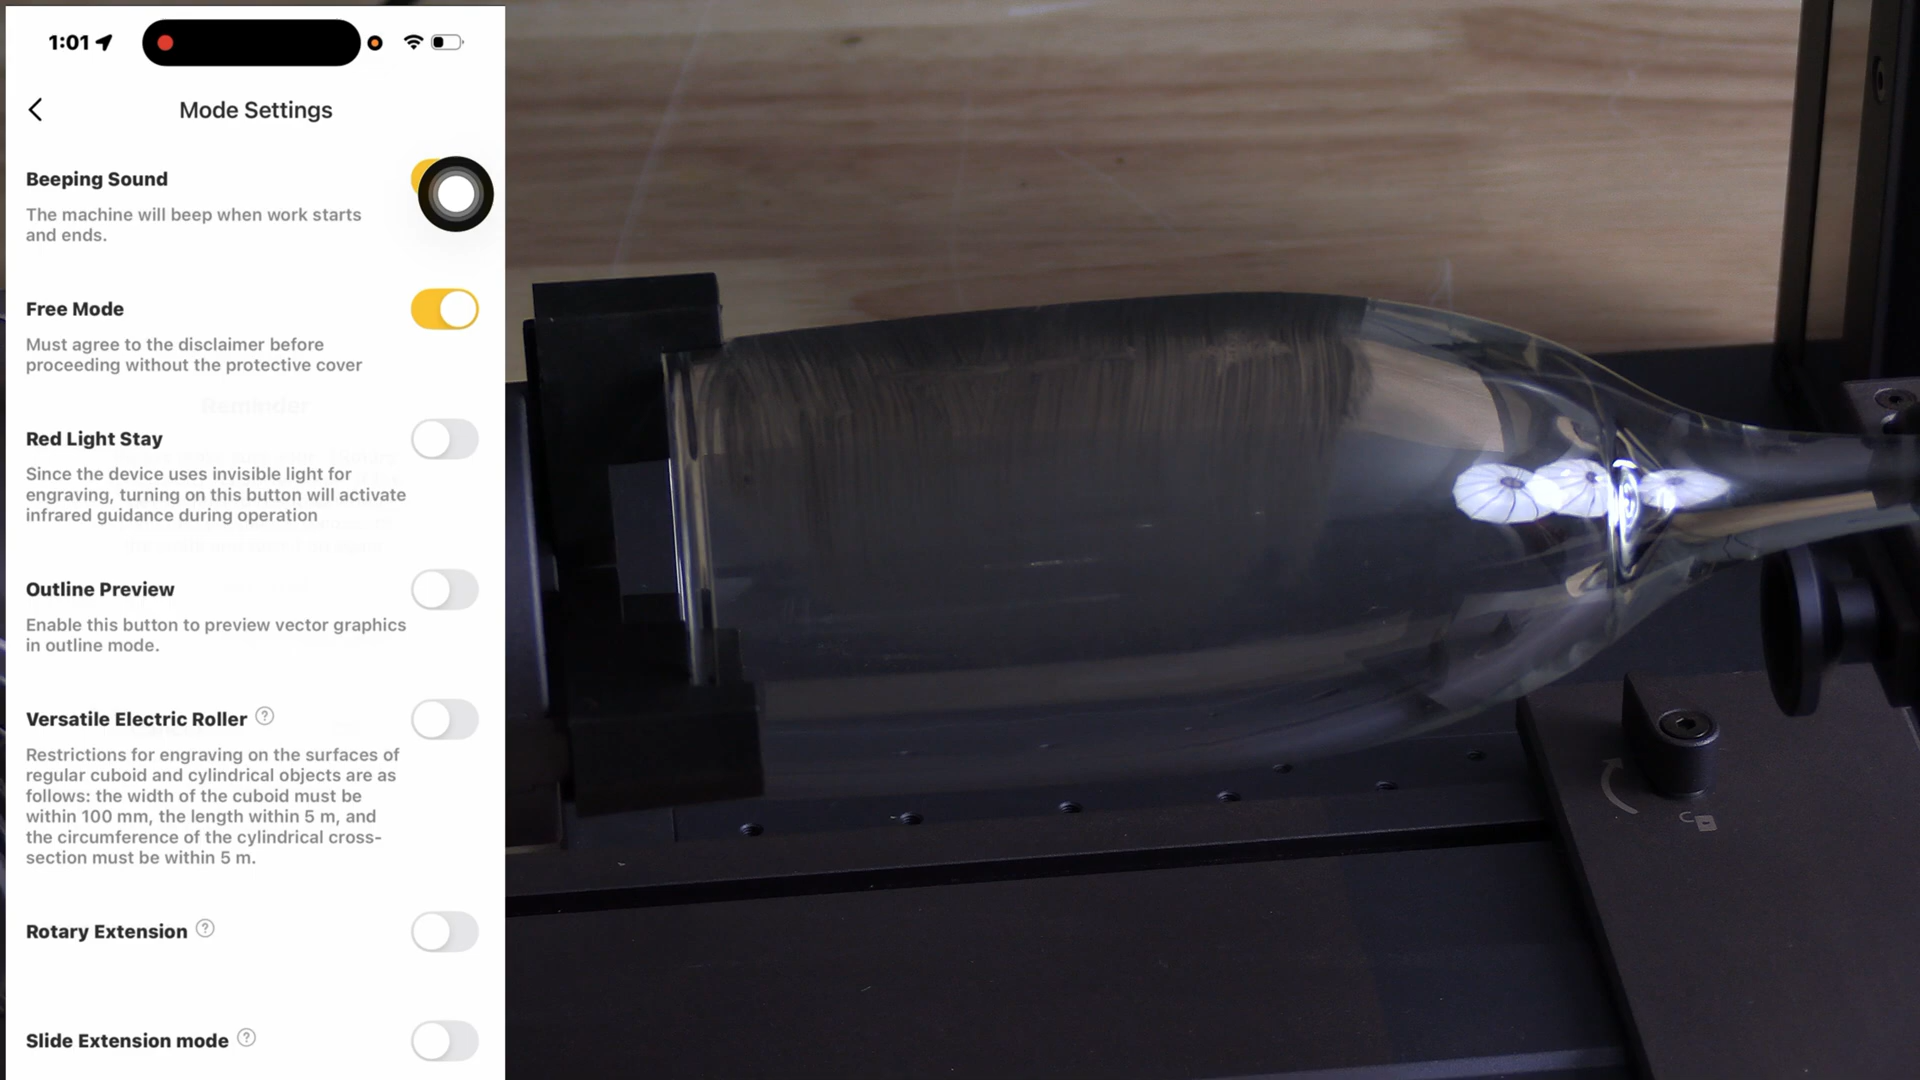 1:01
Mode Settings
Beeping Sound
The machine will beep when work starts
and ends.
Free Mode
Must agree to the disclaimer before
proceeding without the protective cover
Reminder
Red Light Stay
Since the device uses invisible light for
engraving, turning on this button will activate
infrared guidance during operation
Outline Preview
Enable this button to preview vector graphics
in outline mode.
Versatile Electric Roller ?
Restrictions for engraving on the surfaces of
regular cuboid and cylindrical objects are as
follows: the width of the cuboid must be
within 100 mm, the length within 5 m, and
the circumference of the cylindrical cross-
section must be within 5 m.
Rotary Extension ?
Slide Extension mode ?